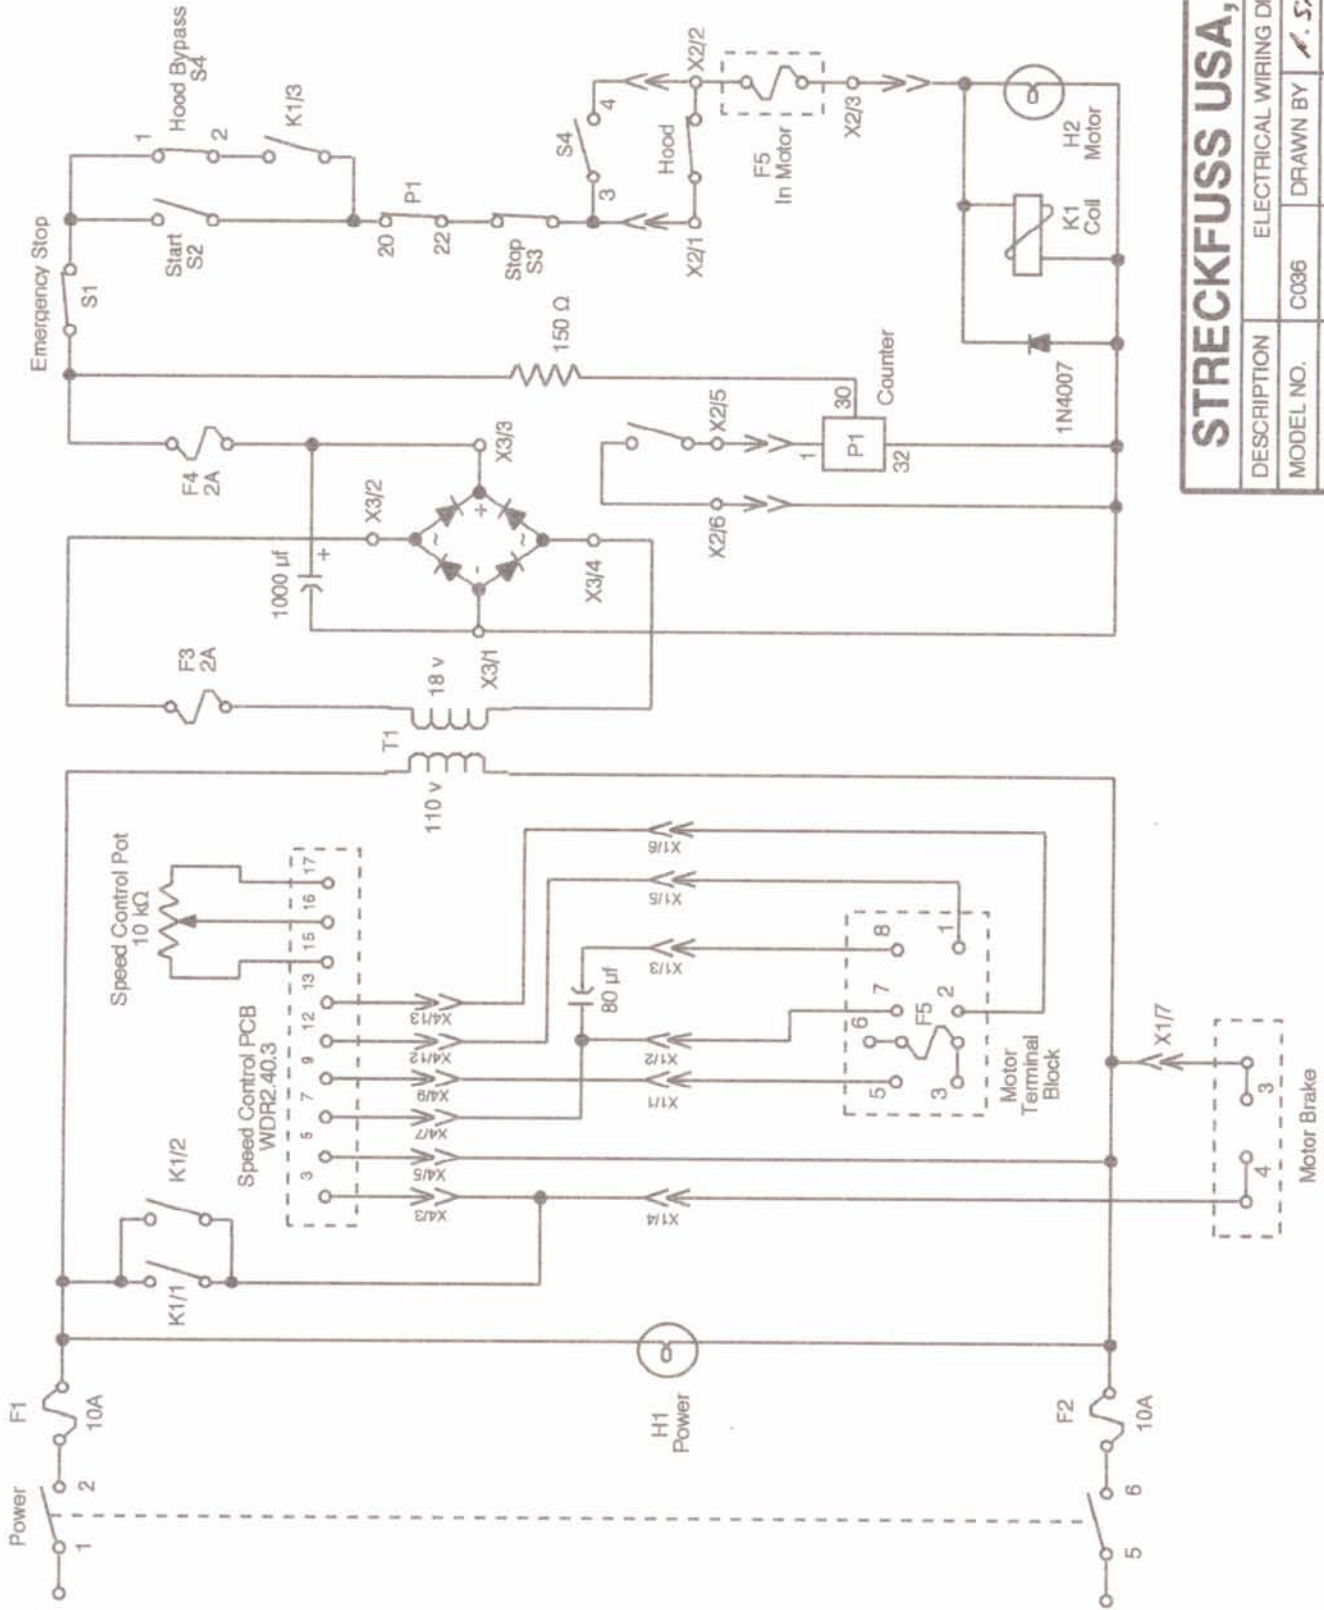 Power
1
2
F1
10A
K1/1
K1/2
Speed Control Pot
10 kΩ
Speed Control PCB
WDR2.40.3
3
5
7
9
12
13
15
16
17
X4/3
X4/5
X4/7
X4/9
X4/12
X4/13
X1/4
X1/1
X1/2
X1/3
X1/5
X1/6
80 µf
H1
Power
Motor
Terminal
Block
5
6
7
8
3
F5
2
1
X1/7
4
3
Motor Brake
F2
10A
5
6
110 v
T1
18 v
F3
2A
F4
2A
1000 µf
+
X3/2
X3/3
X3/1
X3/4
~
+
-
~
Emergency Stop
S1
150 Ω
X2/6
X2/5
1
30
P1
32
Counter
Start
S2
1
Hood Bypass
S4
2
K1/3
20
P1
22
Stop
S3
S4
3
4
X2/1
Hood
X2/2
F5
In Motor
X2/3
1N4007
K1
Coil
H2
Motor
STRECKFUSS USA,
DESCRIPTION
ELECTRICAL WIRING
MODEL NO.
C036
DRAWN BY